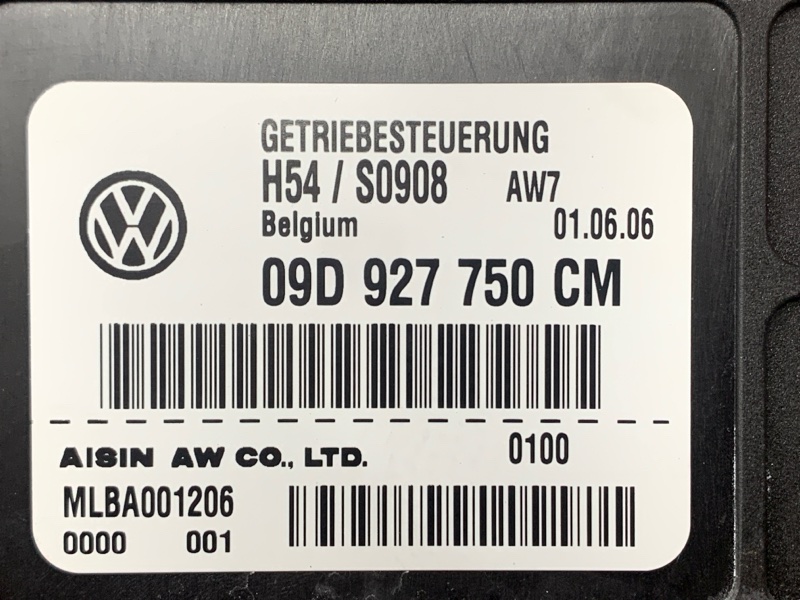 GETRIEBESTEUERUNG
H54 / S0908 AW7
Belgium 01.06.06
09D 927 750 CM
AISIN AW CO., LTD. 0100
MLBA001206
0000 001